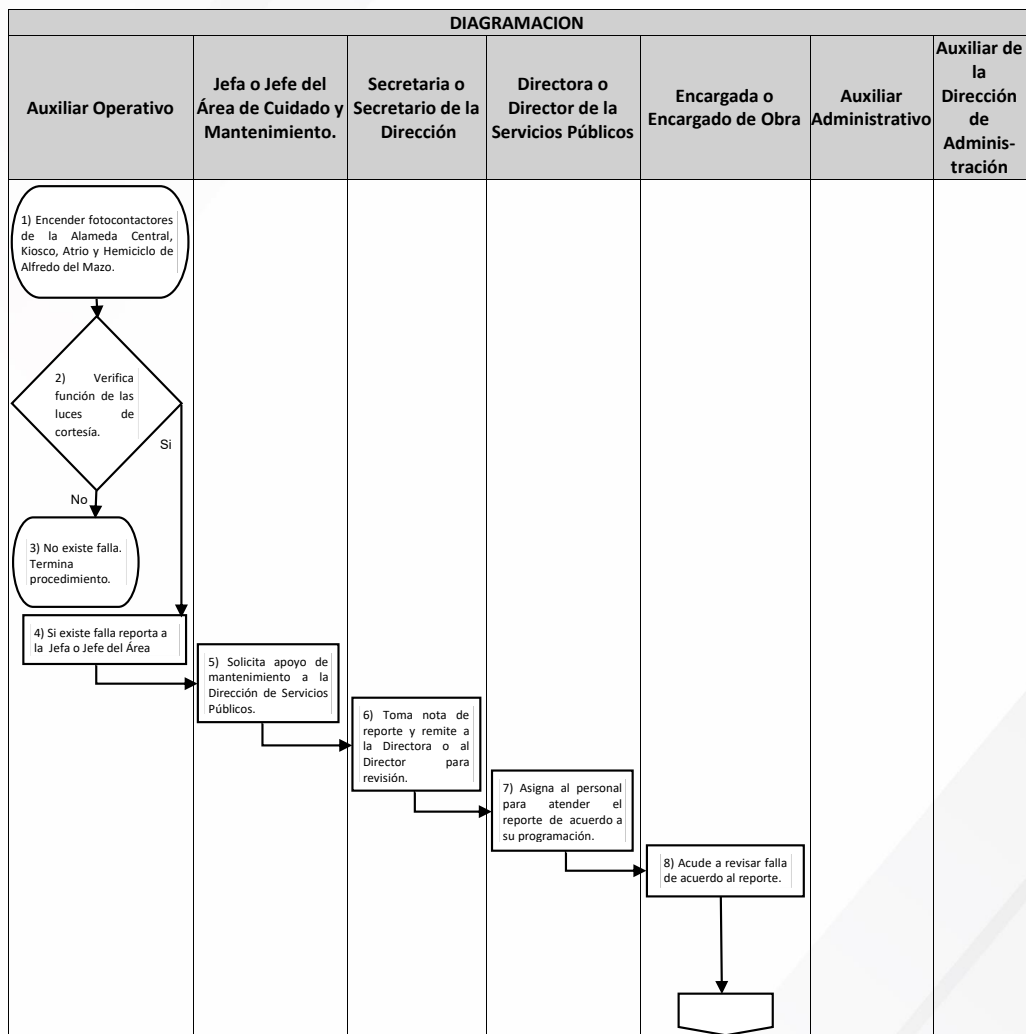 DIAGRAMACION
Auxiliar Operativo
Jefa o Jefe del
Área de Cuidado y
Mantenimiento.
Secretaria o
Secretario de la
Dirección
Directora o
Director de la
Servicios Públicos
Encargada o
Encargado de Obra
Auxiliar
Administrativo
Auxiliar de
la
Dirección
de
Adminis-
tración
1) Encender fotocontactores
de la Alameda Central,
Kiosco, Atrio y Hemiciclo de
Alfredo del Mazo.
2) Verifica
función de las
luces de
cortesía.
Si
No
3) No existe falla.
Termina
procedimiento.
4) Si existe falla reporta a
la Jefa o Jefe del Área
5) Solicita apoyo de
mantenimiento a la
Dirección de Servicios
Públicos.
6) Toma nota de
reporte y remite a
la Directora o al
Director para
revisión.
7) Asigna al personal
para atender el
reporte de acuerdo a
su programación.
8) Acude a revisar falla
de acuerdo al reporte.